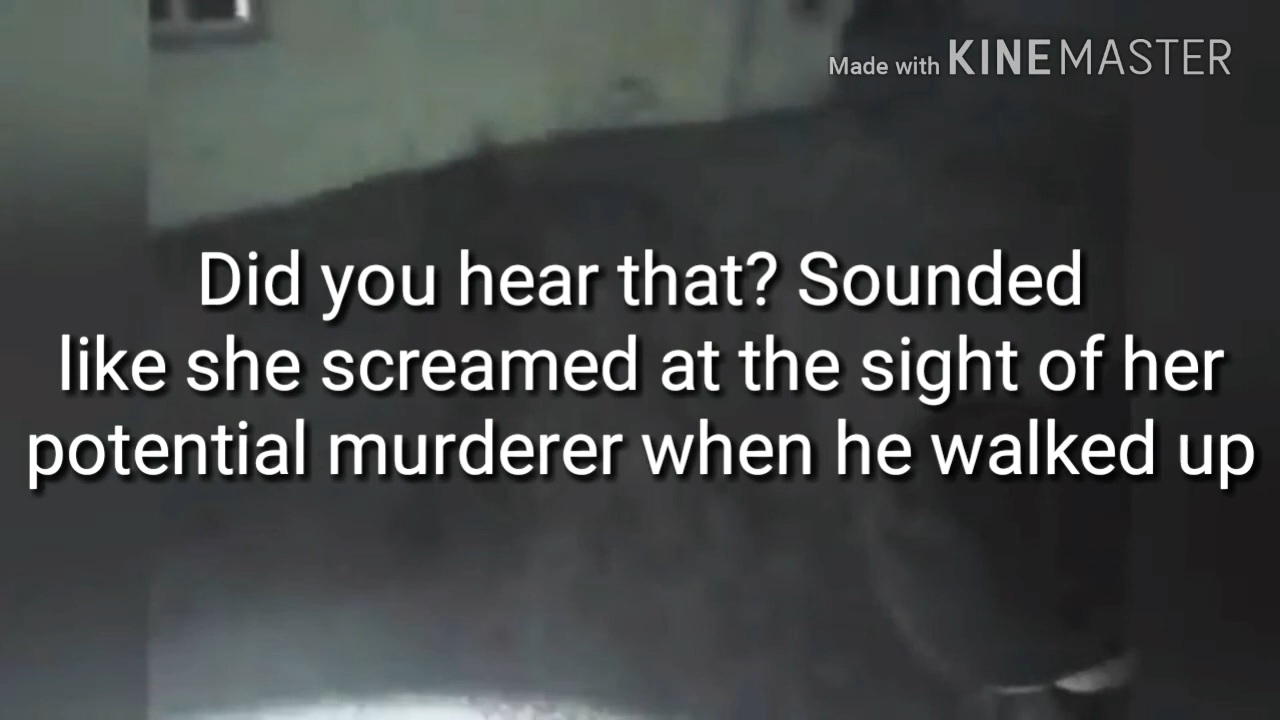 Made with KINEMASTER
Did you hear that? Sounded
like she screamed at the sight of her
potential murderer when he walked up